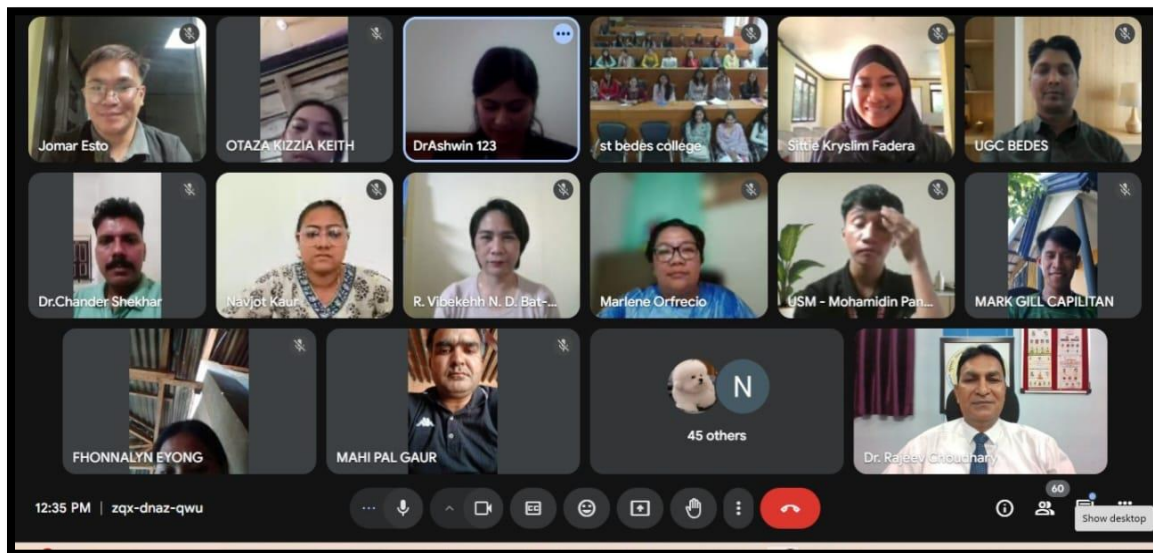 Jomar Esto
OTAZA KIZZIA KEITH
DrAshwin 123
st bedes college
Sittie Kryslim Fadera
UGC BEDES
Dr.Chander Shekhar
Navjot Kaur
R. Vibekehh N. D. Bat-...
Marlene Orfrecio
USM - Mohamidin Pan...
MARK GILL CAPILITAN
FHONNALYN EYONG
MAHI PAL GAUR
N
45 others
Dr. Rajeev Choudhary
12:35 PM | zqx-dnaz-qwu
CC
60
Show desktop